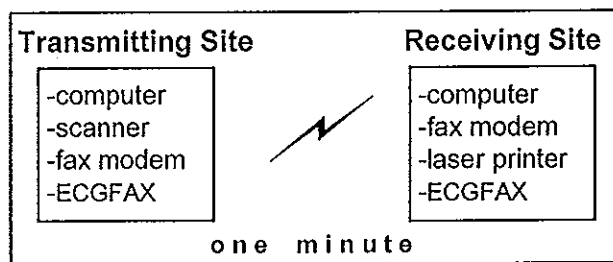 Transmitting Site
-computer
-scanner
-fax modem
-ECGFAX
Receiving Site
-computer
-fax modem
-laser printer
-ECGFAX
one minute